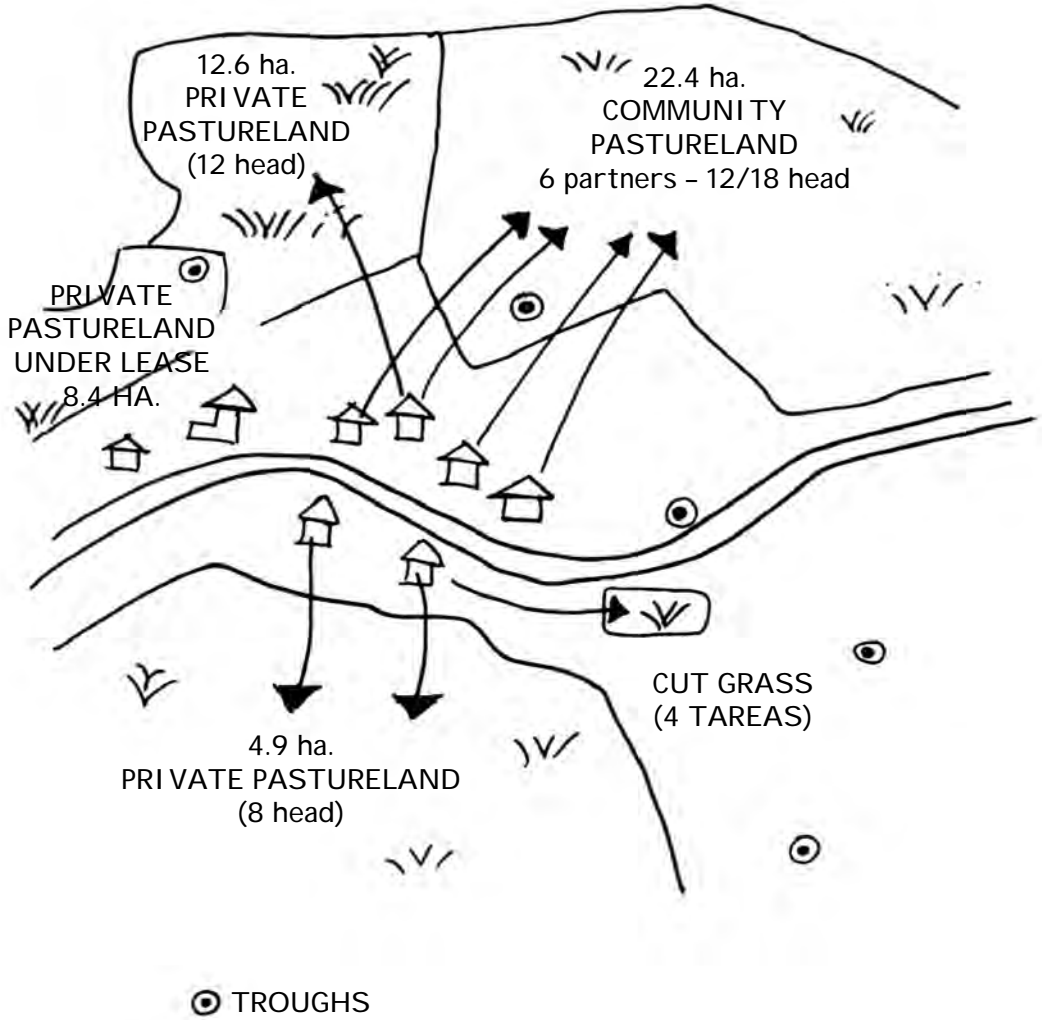 12.6 ha.
PRIVATE
PASTURELAND
(12 head)
22.4 ha.
COMMUNITY
PASTURELAND
6 partners – 12/18 head
PRIVATE
PASTURELAND
UNDER LEASE
8.4 HA.
CUT GRASS
(4 TAREAS)
4.9 ha.
PRIVATE PASTURELAND
(8 head)
TROUGHS